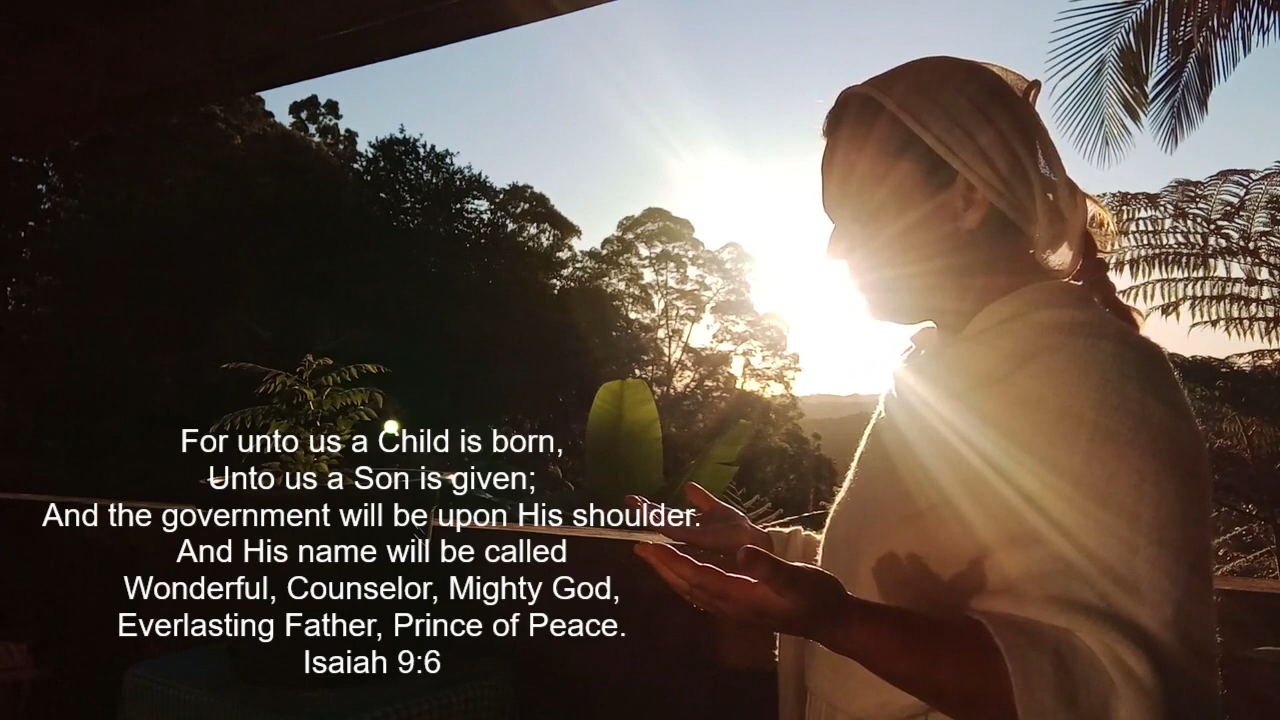 For unto us a Child is born,
Unto us a Son is given;
And the government will be upon His shoulder.
And His name will be called
Wonderful, Counselor, Mighty God,
Everlasting Father, Prince of Peace.
Isaiah 9:6